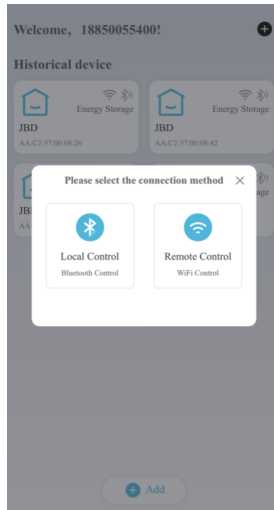 Welcome, 18850055400!
Historical device
Energy Storage
JBD
AA:C2:37:00:08:26
Energy Storage
JBD
AA:C2:37:00:08:42
Please select the connection method
Local Control
Bluetooth Control
Remote Control
WiFi Control
Add